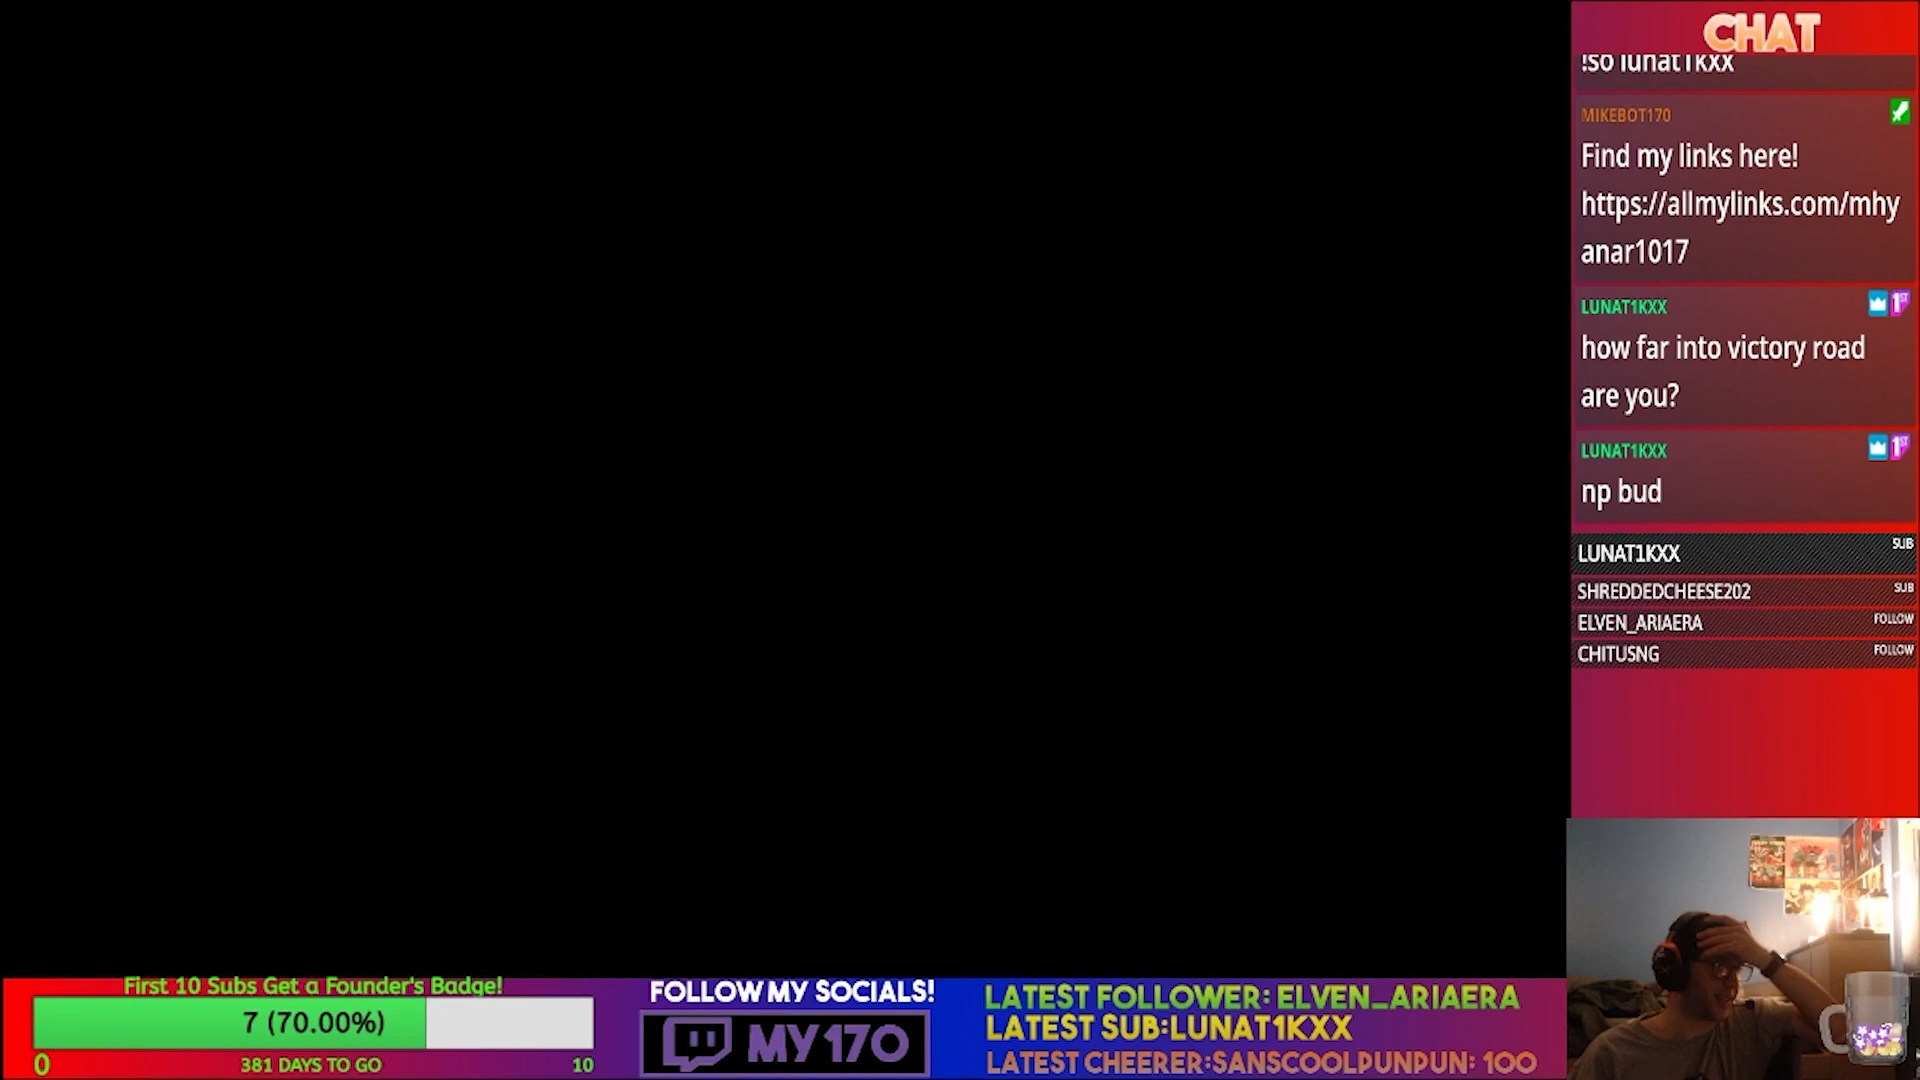 CHAT
!so lunat1kxx
MIKEBOT170
Find my links here!
https://allmylinks.com/mhy
anar1017
LUNAT1KXX
how far into victory road
are you?
LUNAT1KXX
np bud
LUNAT1KXX SUB
SHREDDEDCHEESE202 SUB
ELVEN_ARIAERA FOLLOW
CHITUSNG FOLLOW
First 10 Subs Get a Founder's Badge!
7 (70.00%)
0 381 DAYS TO GO 10
FOLLOW MY SOCIALS!
MY170
LATEST FOLLOWER: ELVEN_ARIAERA
LATEST SUB:LUNAT1KXX
LATEST CHEERER:SANSCOOLPUNPUN: 100